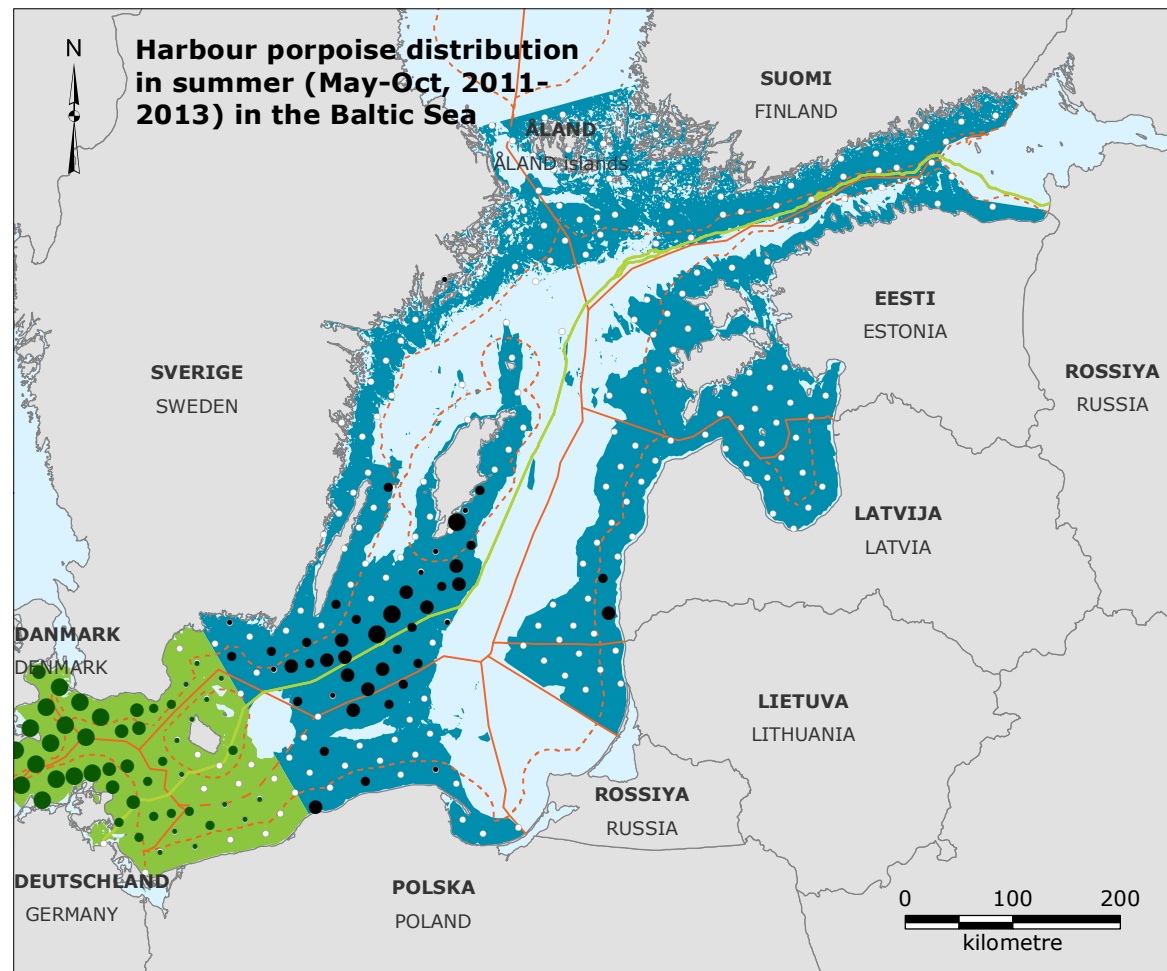 N
Harbour porpoise distribution
in summer (May-Oct, 2011-
2013) in the Baltic Sea
SUOMI
FINLAND
ÅLAND
ÅLAND islands
EESTI
ESTONIA
SVERIGE
SWEDEN
ROSSIYA
RUSSIA
LATVIJA
LATVIA
DANMARK
DENMARK
LIETUVA
LITHUANIA
ROSSIYA
RUSSIA
DEUTSCHLAND
GERMANY
POLSKA
POLAND
0 100 200
kilometre